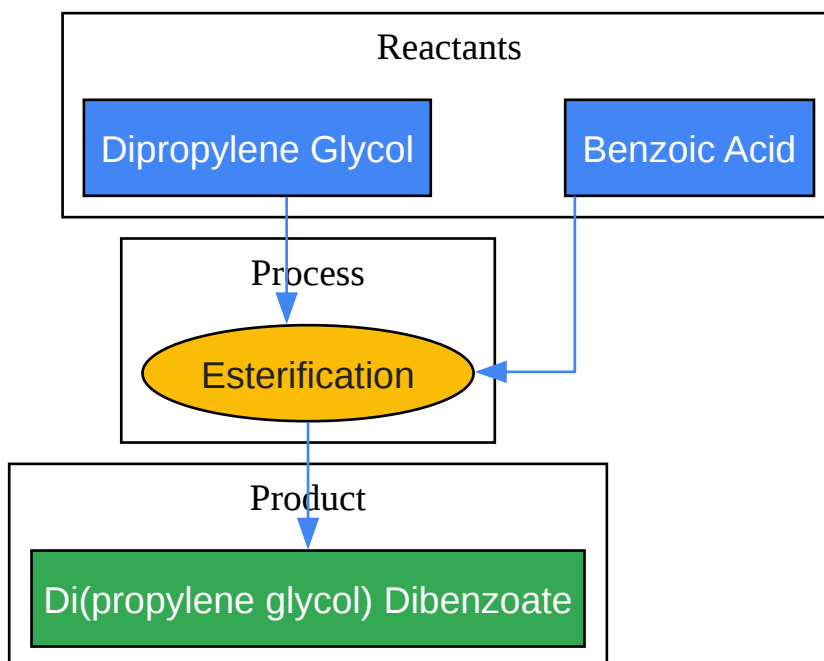 Reactants
Dipropylene Glycol
Benzoic Acid
Process
Esterification
Product
Di(propylene glycol) Dibenzoate